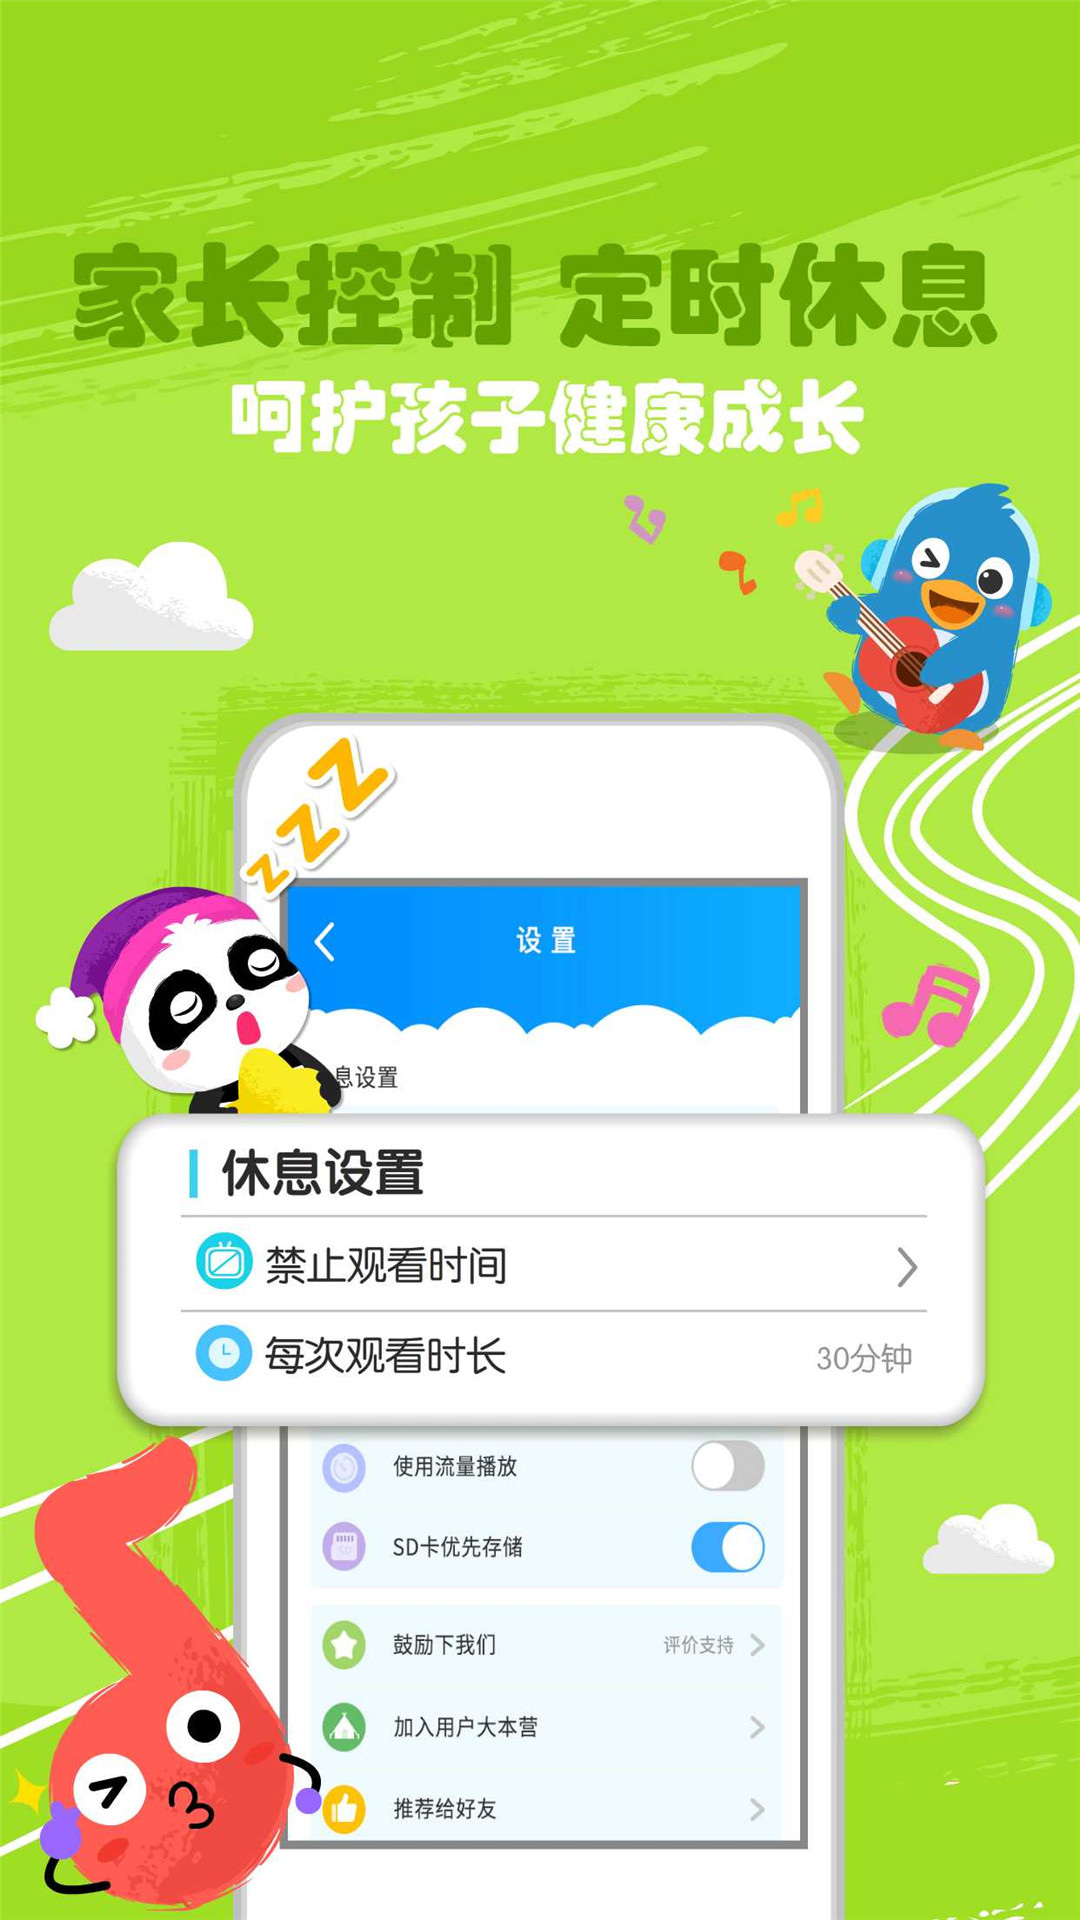 家长控制 定时休息
呵护孩子健康成长
zzZ
设置
息设置
休息设置
禁止观看时间
每次观看时长 30分钟
使用流量播放
SD卡优先存储
鼓励下我们 评价支持
加入用户大本营
推荐给好友